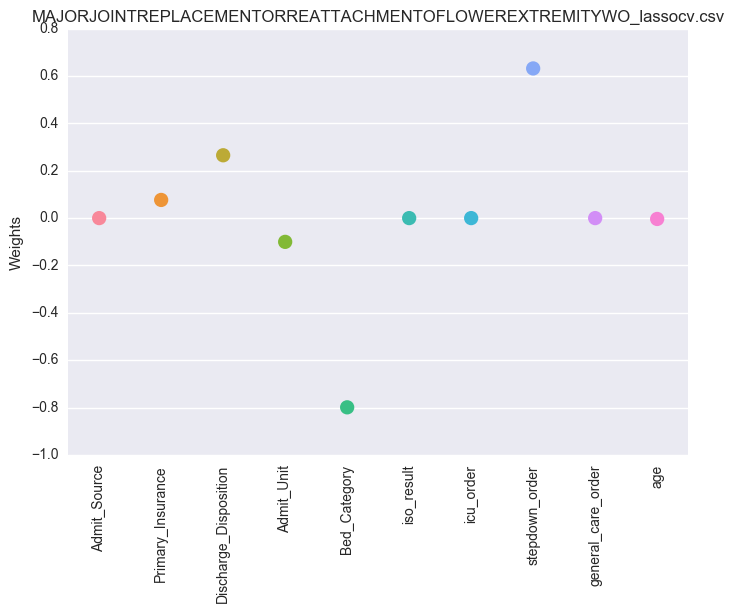 MAJORJOINTREPLACEMENTORREATTACHMENTOFLOWEREXTREMITYWO_lassocv.csv
0.8
0.6
0.4
0.2
0.0
−0.2
−0.4
−0.6
−0.8
−1.0
Weights
Admit_Source
Primary_Insurance
Discharge_Disposition
Admit_Unit
Bed_Category
iso_result
icu_order
stepdown_order
general_care_order
age